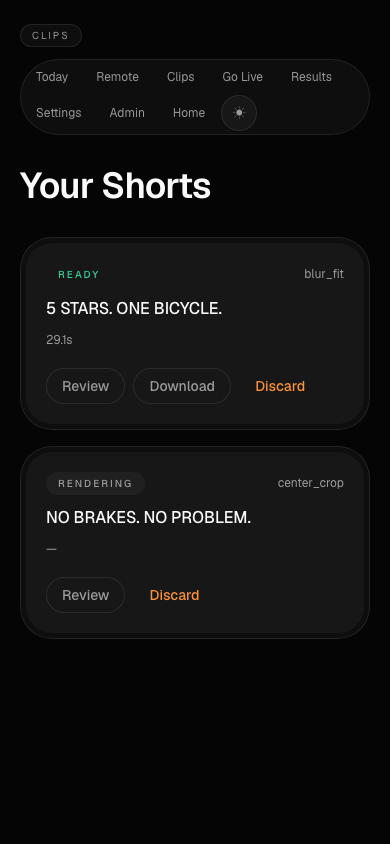 CLIPS
Today Remote Clips Go Live Results
Settings Admin Home
Your Shorts
READY blur_fit
5 STARS. ONE BICYCLE.
29.1s
Review Download Discard
RENDERING center_crop
NO BRAKES. NO PROBLEM.
—
Review Discard